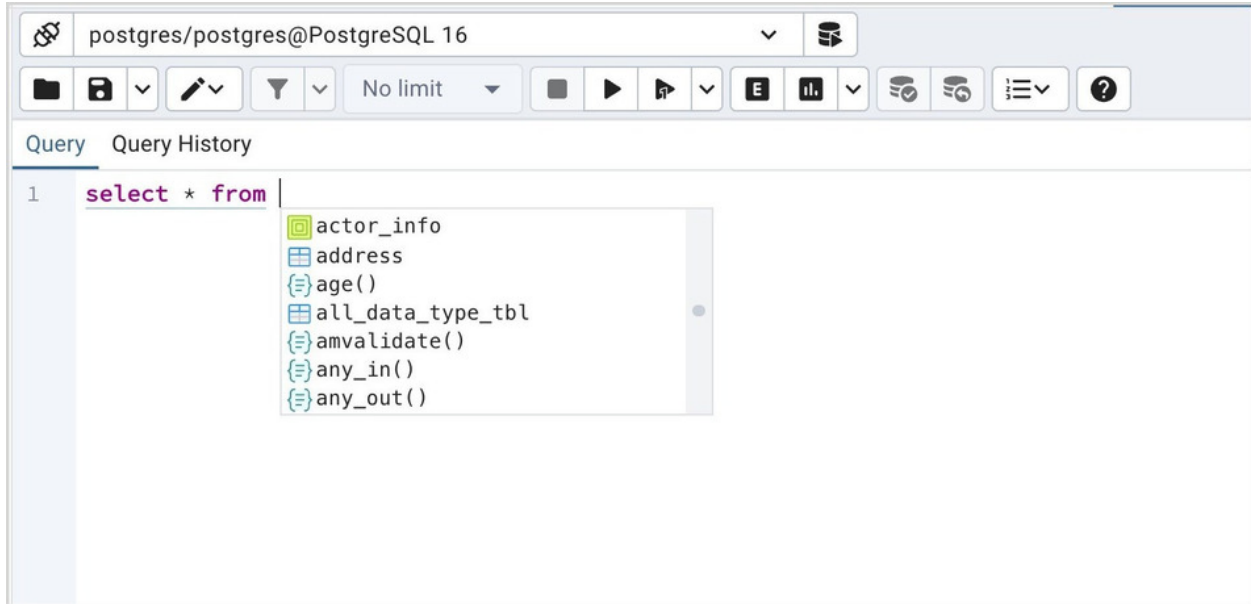 postgres/postgres@PostgreSQL 16
No limit
E
Query Query History
1 select * from
actor_info
address
age()
all_data_type_tbl
amvalidate()
any_in()
any_out()